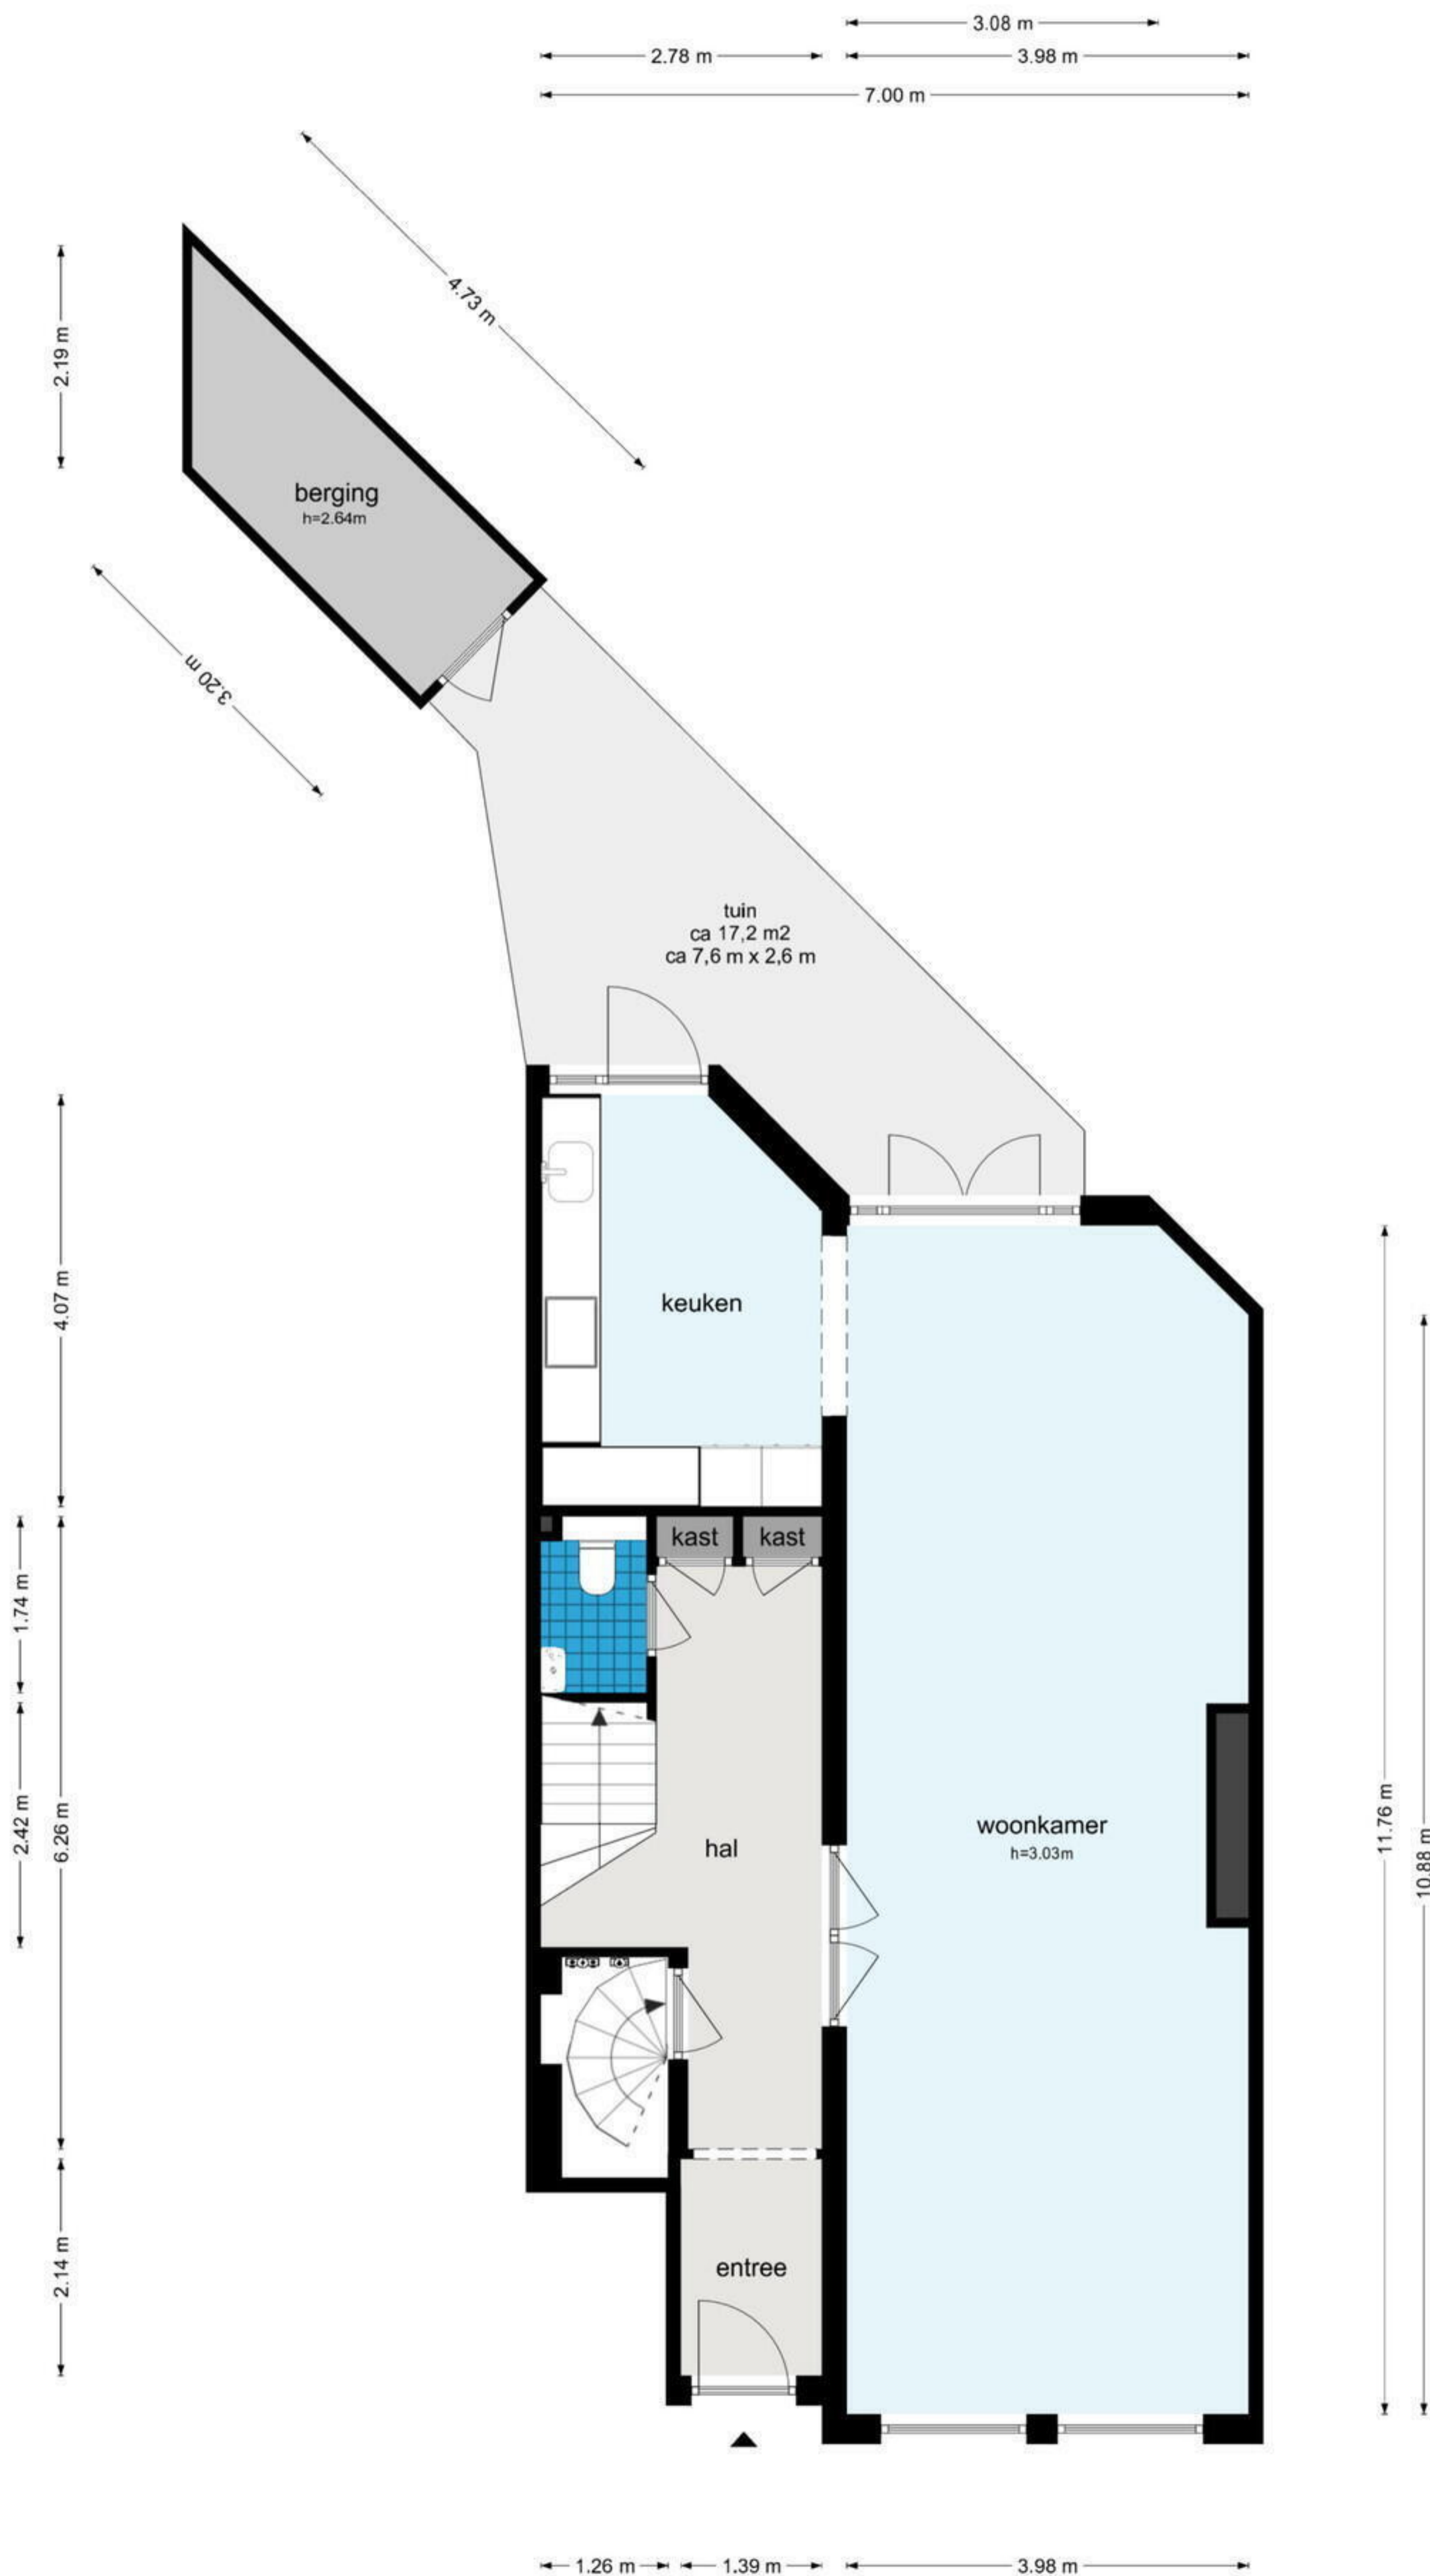 3.08 m
2.78 m
3.98 m
7.00 m
4.73 m
2.19 m
berging
h=2.64m
3.20 m
tuin
ca 17,2 m2
ca 7,6 m x 2,6 m
4.07 m
keuken
kast
kast
1.74 m
2.42 m
6.26 m
hal
woonkamer
h=3.03m
11.76 m
10.88 m
2.14 m
entree
1.26 m
1.39 m
3.98 m